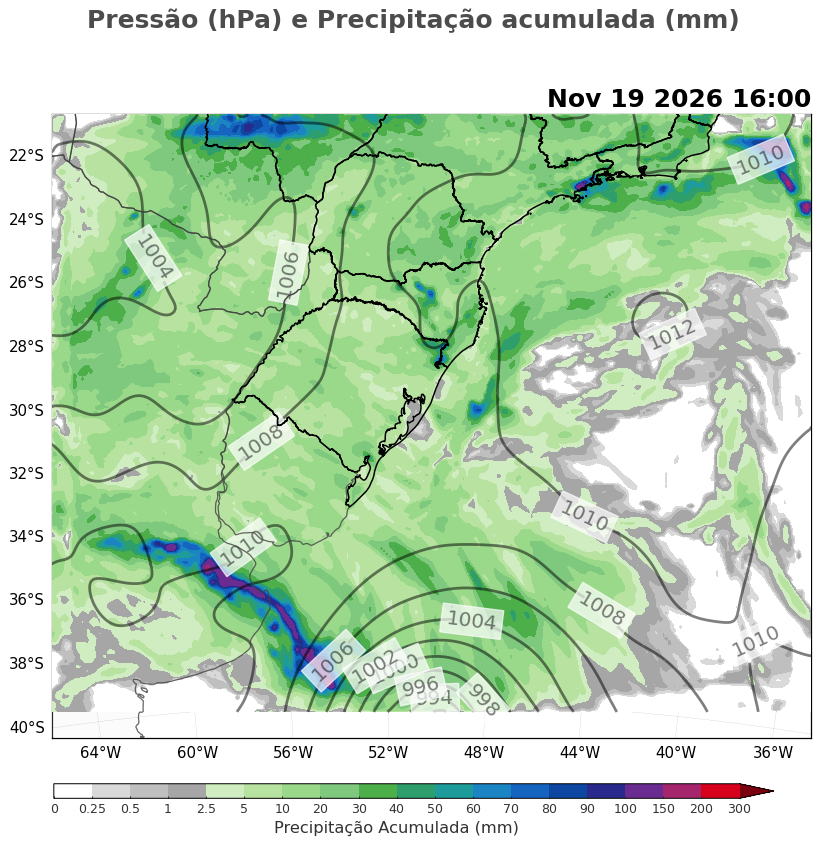 Pressão (hPa) e Precipitação acumulada (mm)
Nov 19 2026 16:00
22°S
24°S
26°S
28°S
30°S
32°S
34°S
36°S
38°S
40°S
1010
1004
1006
1012
1008
1010
1010
1004
1008
1010
1006
1002
1000
996
994
998
64°W 60°W 56°W 52°W 48°W 44°W 40°W 36°W
0 0.25 0.5 1 2.5 5 10 20 30 40 50 60 70 80 90 100 150 200 300
Precipitação Acumulada (mm)